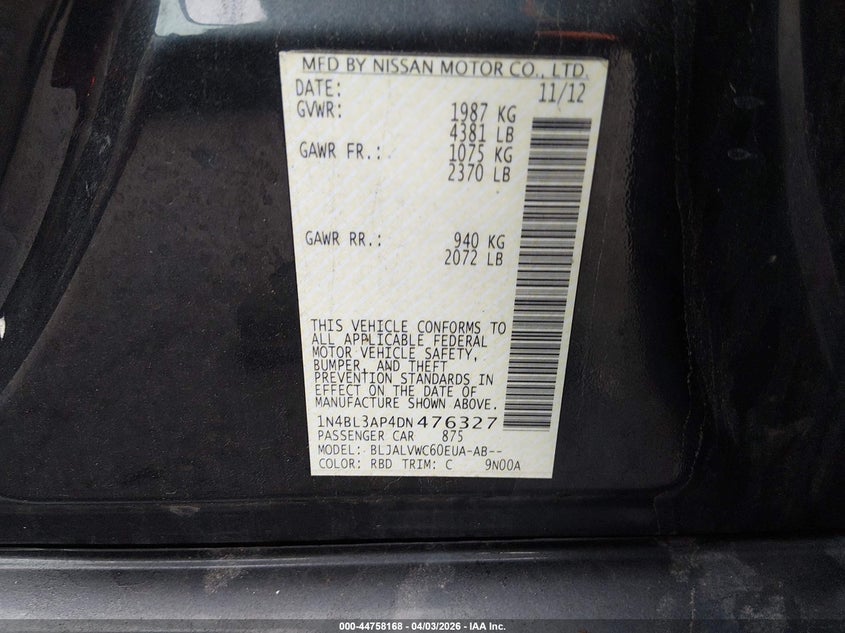 MFD BY NISSAN MOTOR CO., LTD.
DATE: 11/12
GVWR: 1987 KG
4381 LB
GAWR FR.: 1075 KG
2370 LB
GAWR RR.: 940 KG
2072 LB
THIS VEHICLE CONFORMS TO
ALL APPLICABLE FEDERAL
MOTOR VEHICLE SAFETY,
BUMPER, AND THEFT
PREVENTION STANDARDS IN
EFFECT ON THE DATE OF
MANUFACTURE SHOWN ABOVE.
1N4BL3AP4DN476327
PASSENGER CAR 875
MODEL: BLJALVWC60EUA-AB--
COLOR: RBD TRIM: C 9N00A
000-44758168 - 04/03/2026 - IAA Inc.